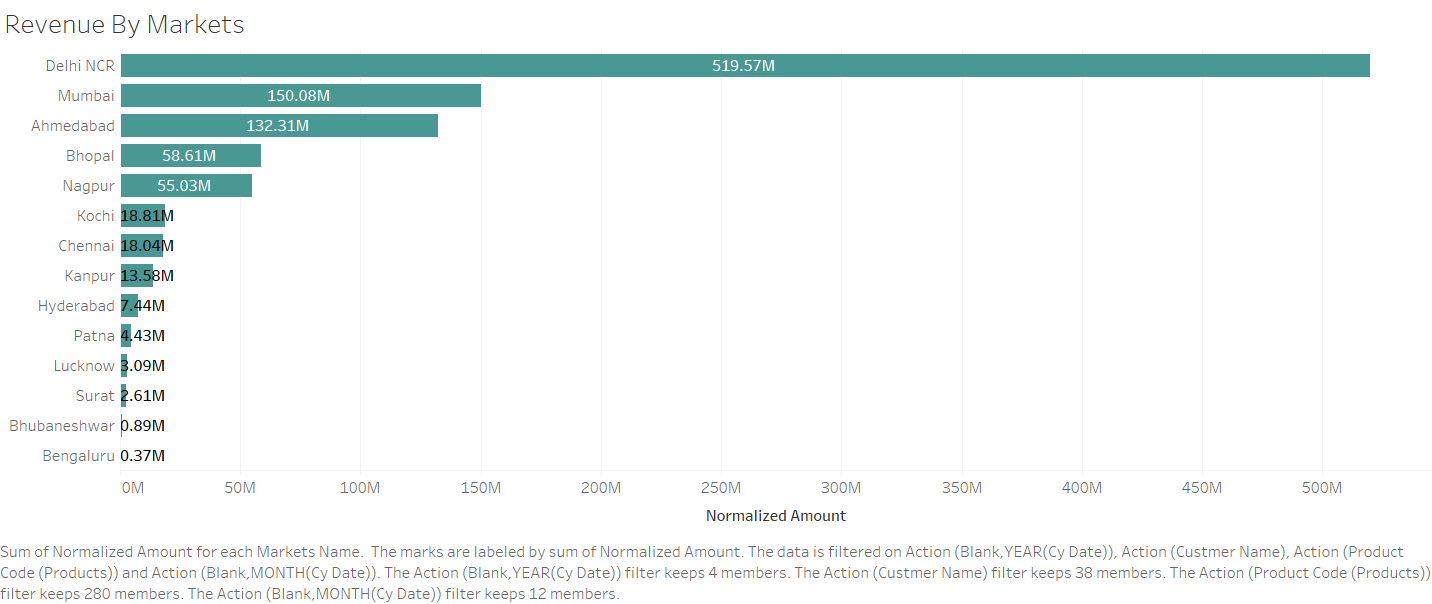 Revenue By Markets
Delhi NCR 519.57M
Mumbai 150.08M
Ahmedabad 132.31M
Bhopal 58.61M
Nagpur 55.03M
Kochi 18.81M
Chennai 18.04M
Kanpur 13.58M
Hyderabad 7.44M
Patna 4.43M
Lucknow 3.09M
Surat 2.61M
Bhubaneshwar 0.89M
Bengaluru 0.37M
0M 50M 100M 150M 200M 250M 300M 350M 400M 450M 500M
Normalized Amount
Sum of Normalized Amount for each Markets Name.  The marks are labeled by sum of Normalized Amount. The data is filtered on Action (Blank,YEAR(Cy Date)), Action (Custmer Name), Action (Product
Code (Products)) and Action (Blank,MONTH(Cy Date)). The Action (Blank,YEAR(Cy Date)) filter keeps 4 members. The Action (Custmer Name) filter keeps 38 members. The Action (Product Code (Products))
filter keeps 280 members. The Action (Blank,MONTH(Cy Date)) filter keeps 12 members.